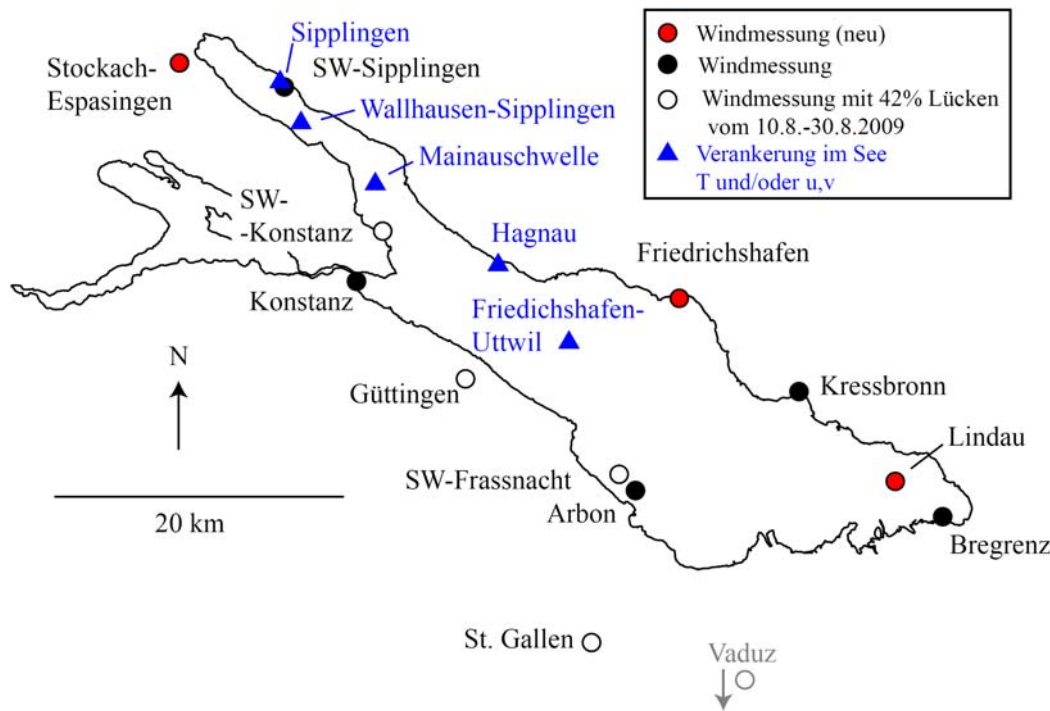 Sipplingen
SW-Sipplingen
Stockach-
Espasingen
Wallhausen-Sipplingen
Mainauschwelle
SW-
-Konstanz
Konstanz
Hagnau
Friedrichshafen
Friedichshafen-
Uttwil
N
Güttingen
Kressbronn
Lindau
SW-Frassnacht
Arbon
20 km
Bregrenz
St. Gallen
Vaduz
Windmessung (neu)
Windmessung
Windmessung mit 42% Lücken
vom 10.8.-30.8.2009
Verankerung im See
T und/oder u,v